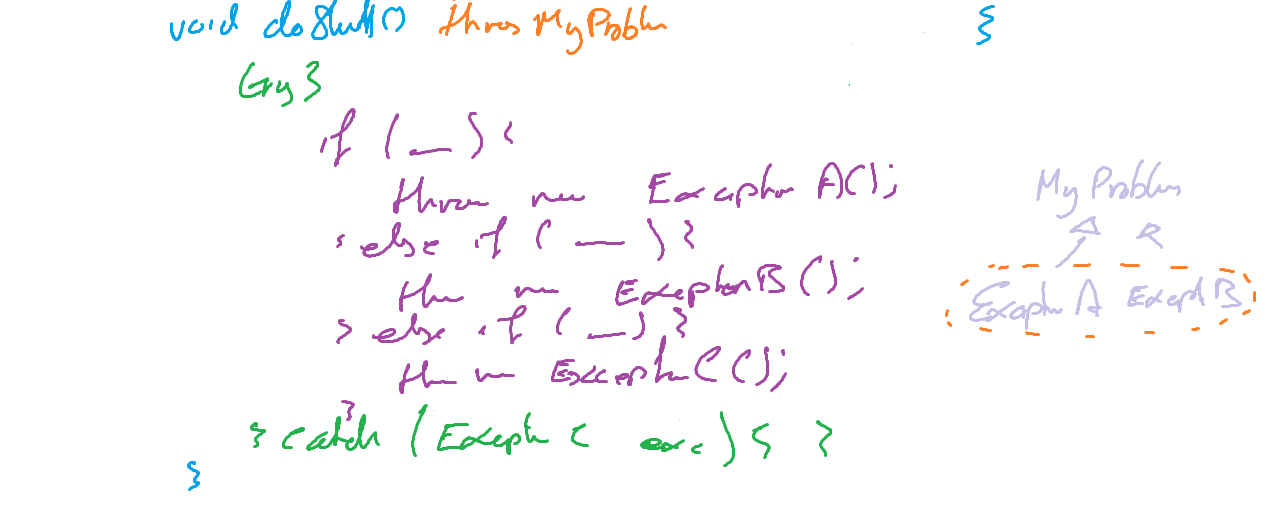 void doStuff() throws MyProblem {
try {
if ( __ ) {
throw new ExceptionA();
} else if ( __ ) {
throw new ExceptionB();
} else if ( __ ) {
throw new ExceptionC();
}
} catch (ExceptionC exc) { }
}
MyProblem
ExceptionA ExceptionB